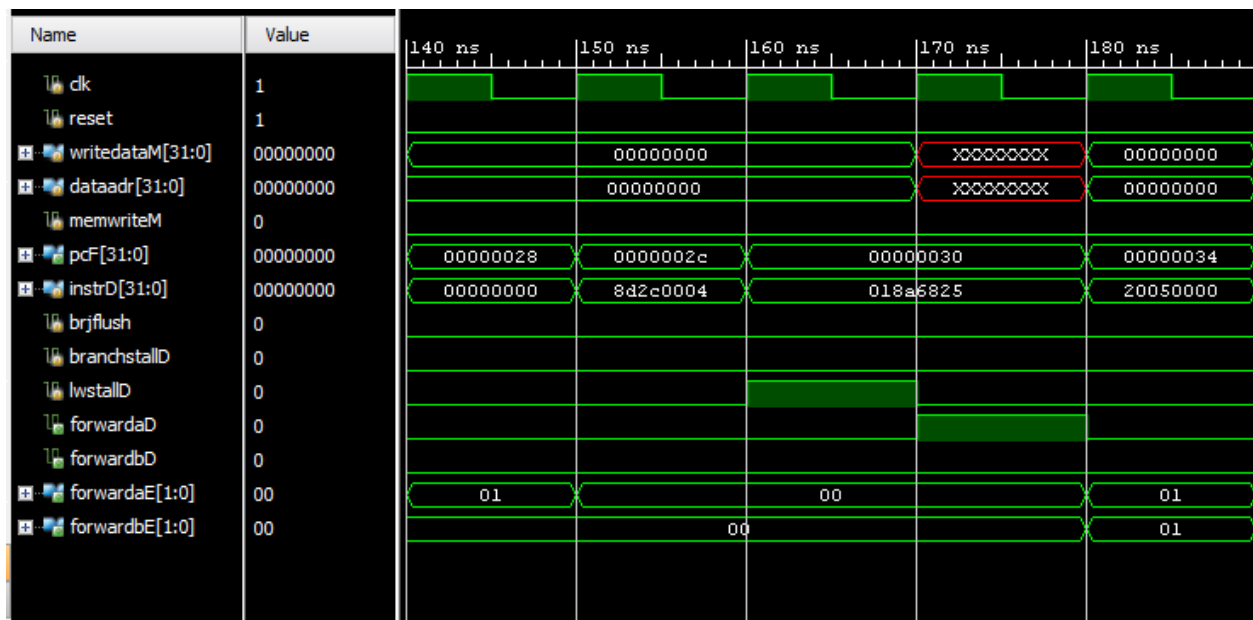 Name Value
|140 ns |150 ns |160 ns |170 ns |180 ns
clk 1
reset 1
writedataM[31:0] 00000000 00000000 XXXXXXXX 00000000
dataadr[31:0] 00000000 00000000 XXXXXXXX 00000000
memwriteM 0
pcF[31:0] 00000000 00000028 0000002c 00000030 00000034
instrD[31:0] 00000000 00000000 8d2c0004 018a6825 20050000
brjflush 0
branchstallD 0
lwstallD 0
forwardaD 0
forwardbD 0
forwardaE[1:0] 00 01 00 01
forwardbE[1:0] 00 00 01